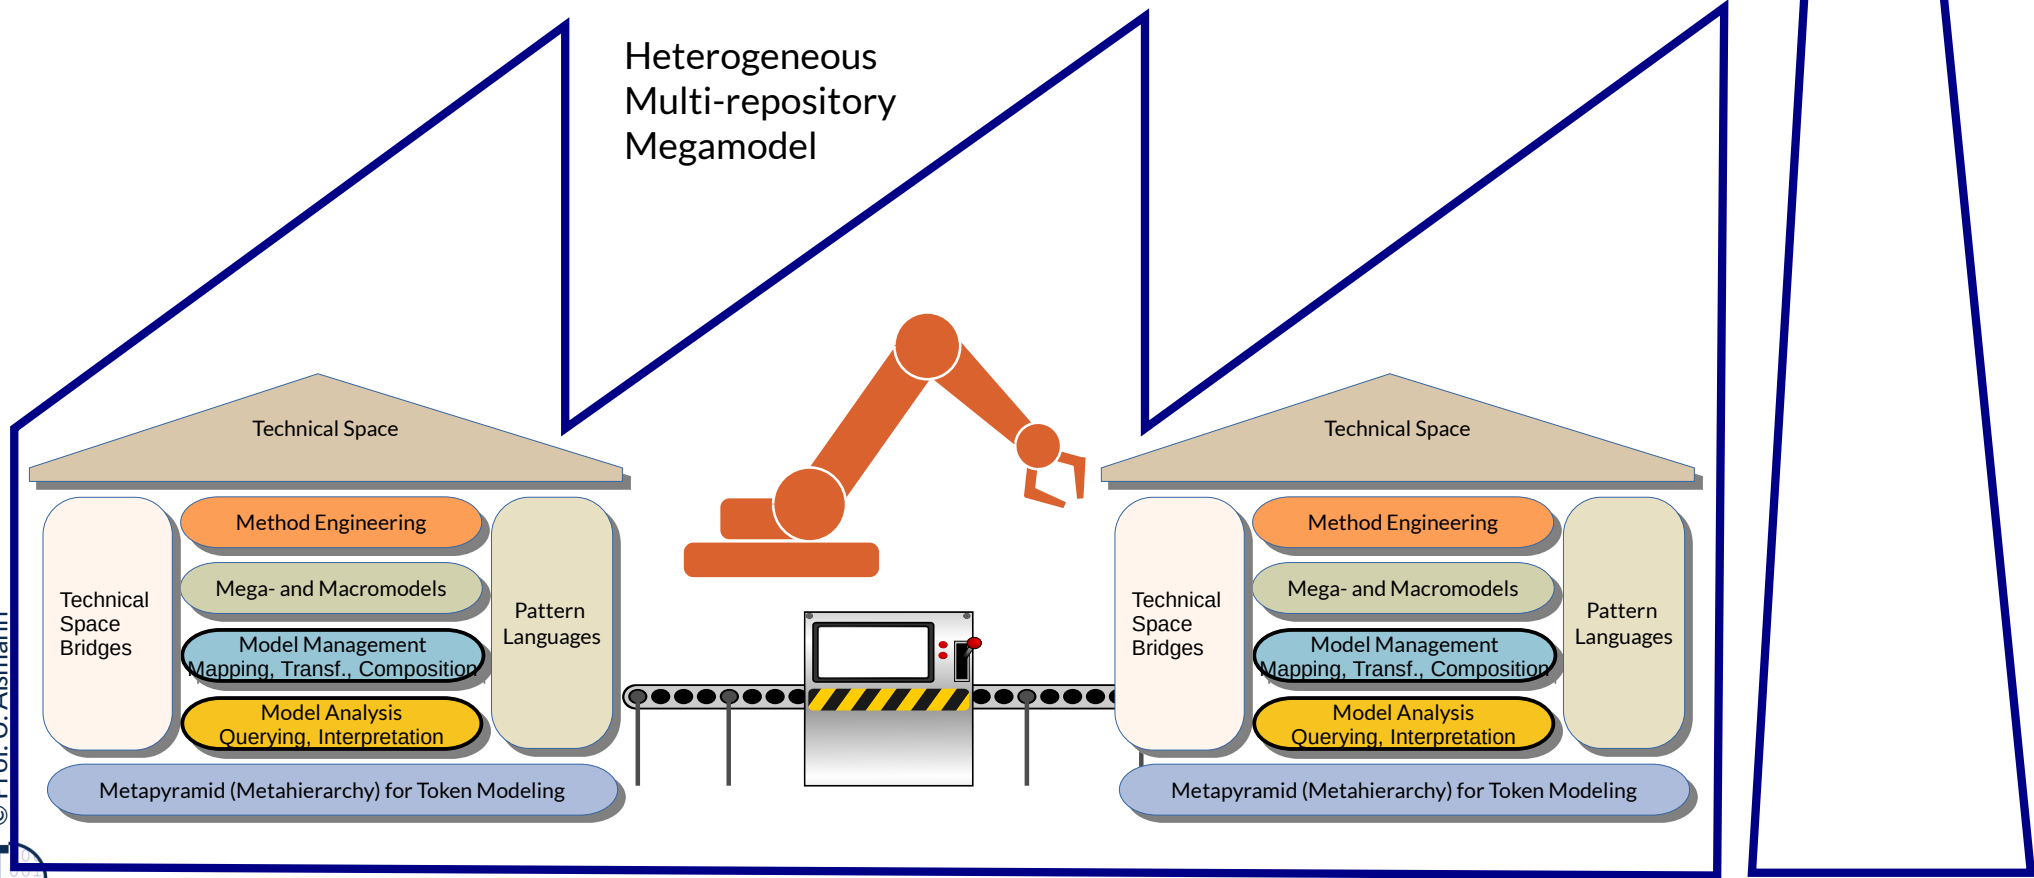 Heterogeneous
Multi-repository
Megamodel
Technical Space
Method Engineering
Mega- and Macromodels
Technical
Space
Bridges
Pattern
Languages
Model Management
Mapping, Transf., Composition
Model Analysis
Querying, Interpretation
Metapyramid (Metahierarchy) for Token Modeling
Technical Space
Method Engineering
Mega- and Macromodels
Technical
Space
Bridges
Pattern
Languages
Model Management
Mapping, Transf., Composition
Model Analysis
Querying, Interpretation
Metapyramid (Metahierarchy) for Token Modeling